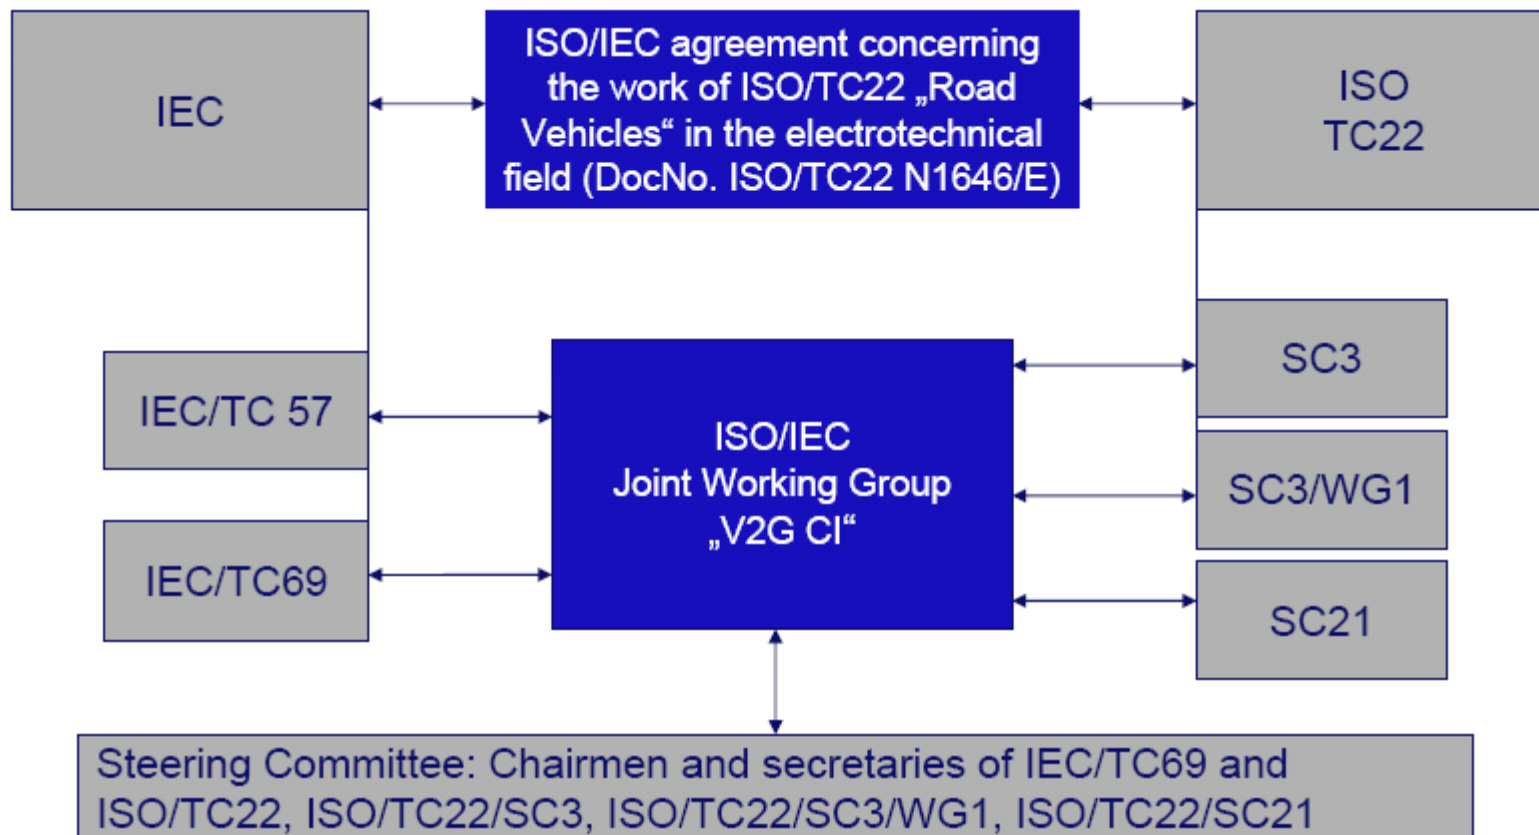 IEC
ISO/IEC agreement concerning
the work of ISO/TC22 „Road
Vehicles“ in the electrotechnical
field (DocNo. ISO/TC22 N1646/E)
ISO
TC22
IEC/TC 57
IEC/TC69
ISO/IEC
Joint Working Group
„V2G CI“
SC3
SC3/WG1
SC21
Steering Committee: Chairmen and secretaries of IEC/TC69 and
ISO/TC22, ISO/TC22/SC3, ISO/TC22/SC3/WG1, ISO/TC22/SC21